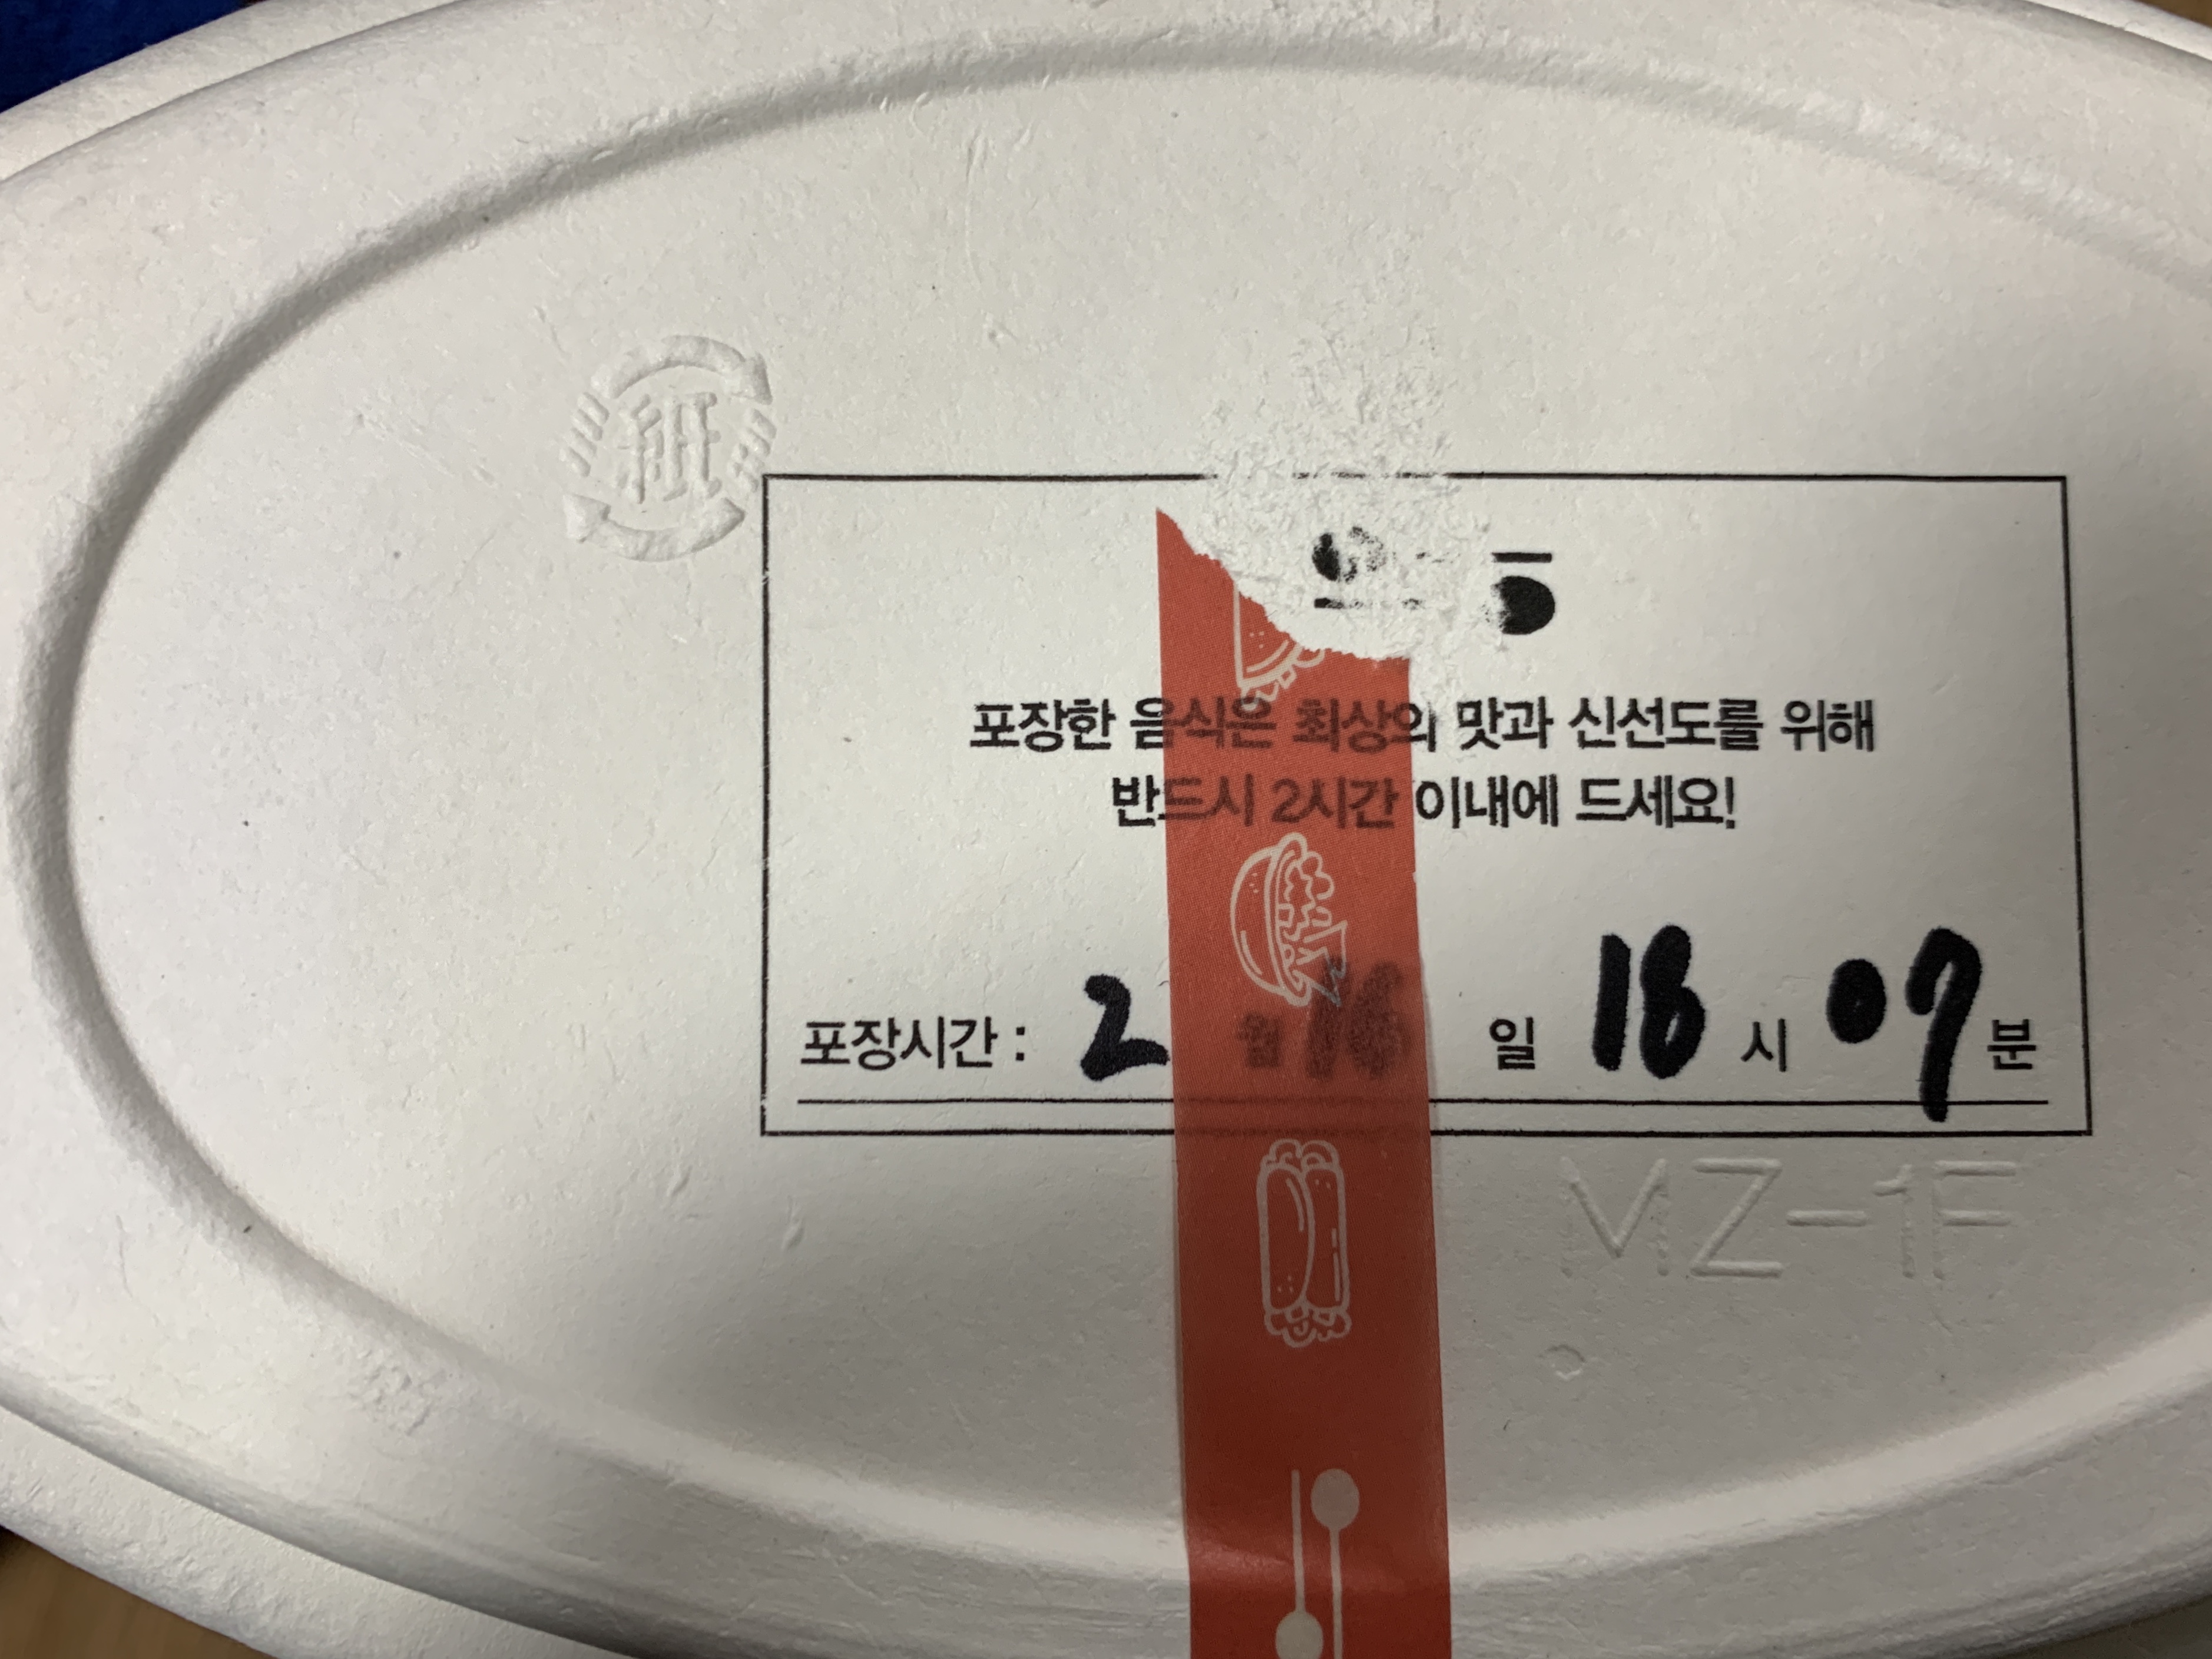 紙
포장한 음식은 최상의 맛과 신선도를 위해
반드시 2시간 이내에 드세요!
포장시간 : 2 월 16 일 18 시 07 분
MZ-1F